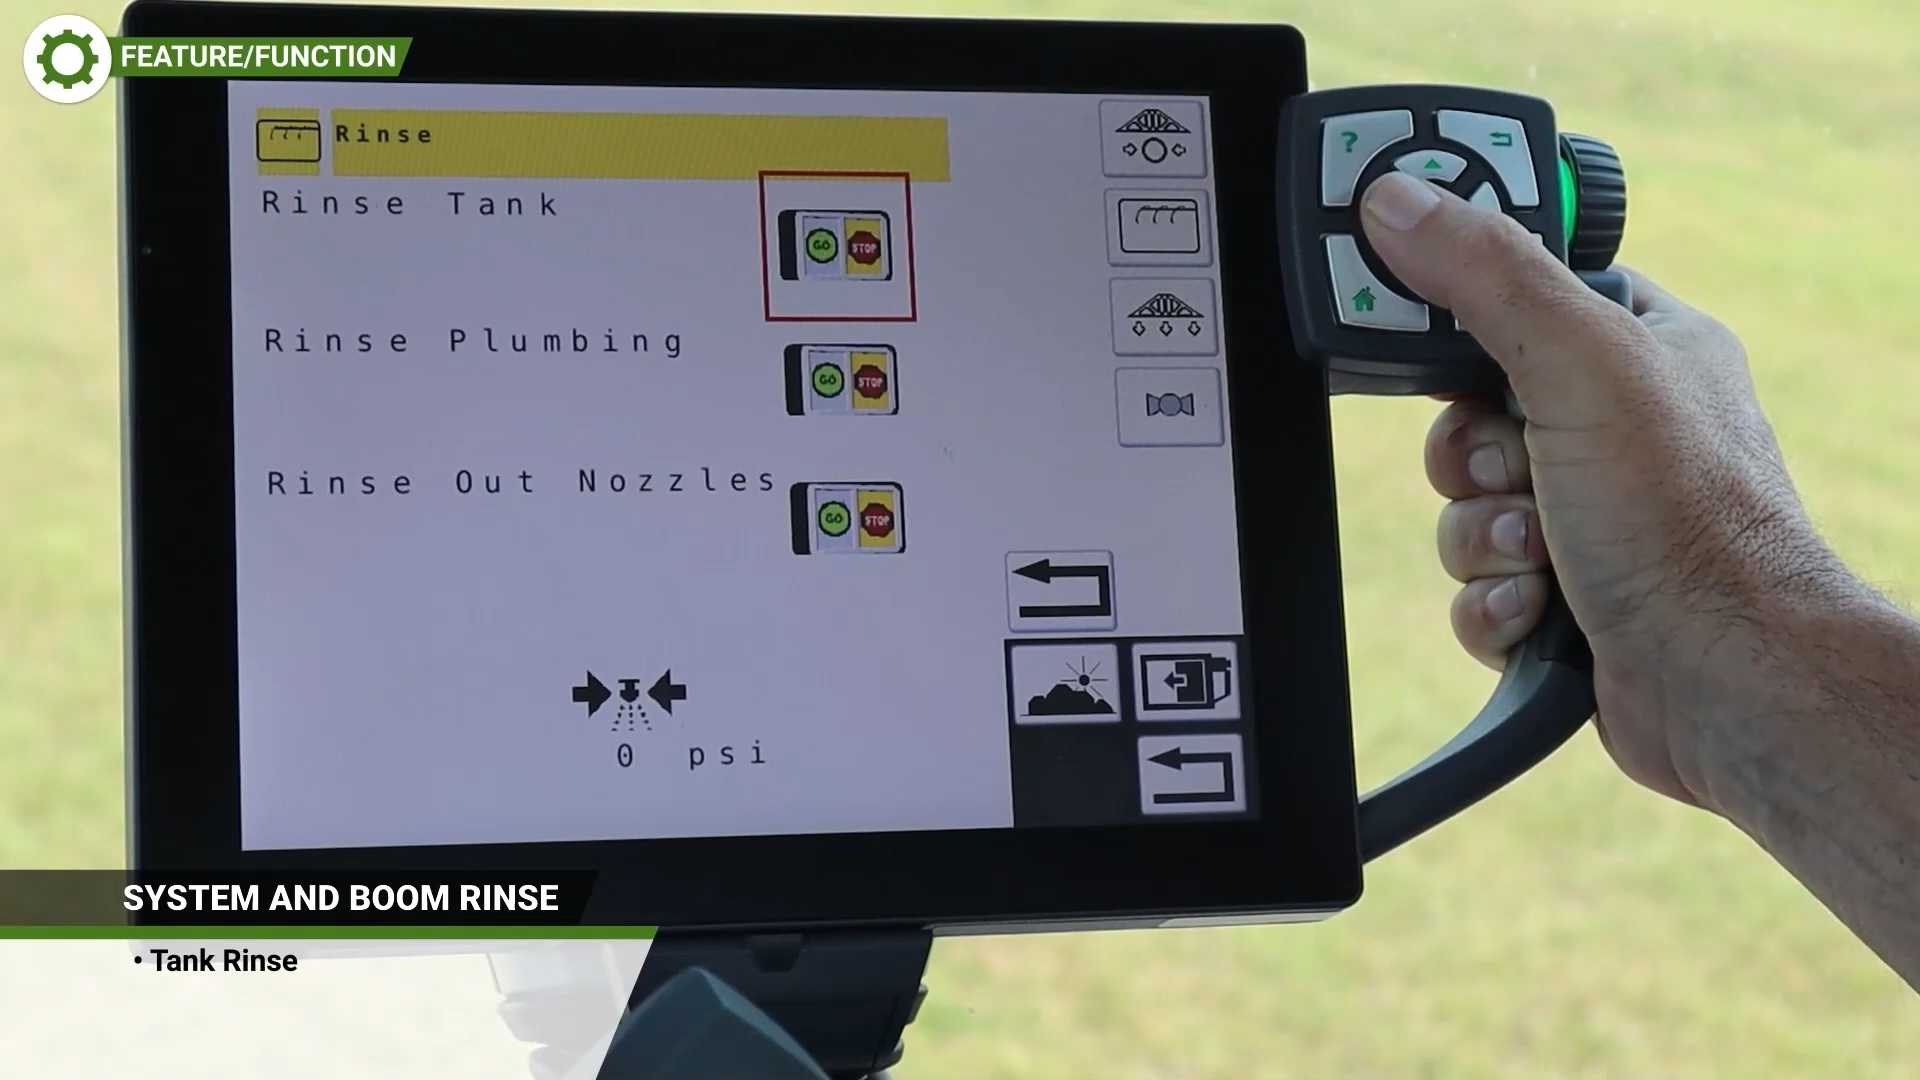 FEATURE/FUNCTION
Rinse
Rinse Tank
GO STOP
Rinse Plumbing
GO STOP
Rinse Out Nozzles
GO STOP
0 psi
?
SYSTEM AND BOOM RINSE
• Tank Rinse